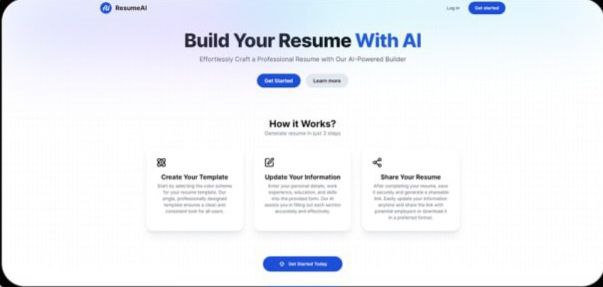 ResumeAI
Log in
Get started
Build Your Resume With AI
Effortlessly Craft a Professional Resume with Our AI-Powered Builder
Get Started
Learn more
How it Works?
Generate resume in just 3 steps
Create Your Template
Start by selecting the color scheme
for your resume template. Our
single, professionally designed
template ensures a clean and
consistent look for all users.
Update Your Information
Enter your personal details, work
experience, education, and skills
into the provided form. Our AI
assists you in filling out each section
accurately and effectively.
Share Your Resume
After completing your resume, save
it securely and generate a shareable
link. Easily update your information
anytime and share the link with
potential employers or download it
in a preferred format.
Get Started Today